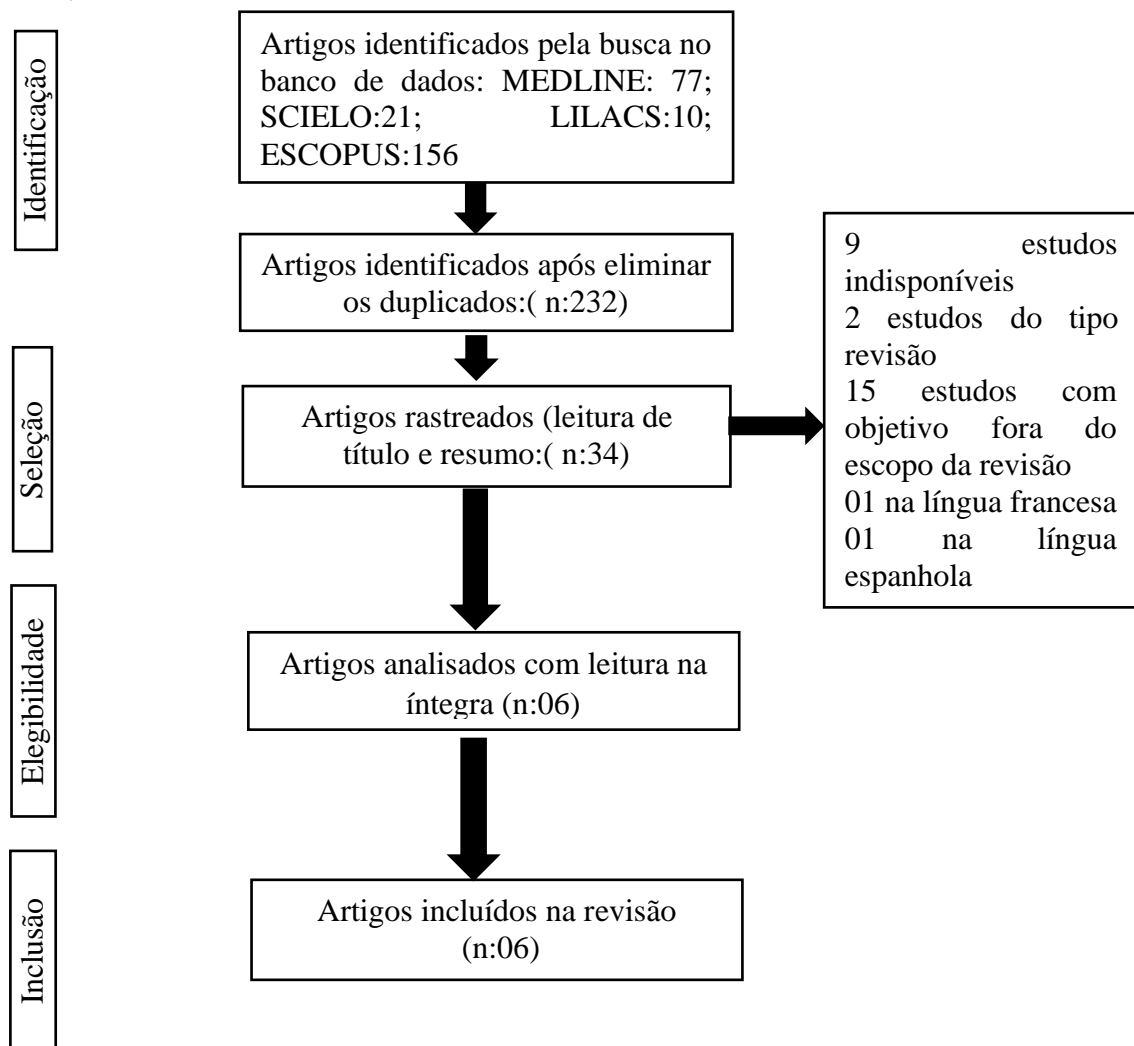 Identificação
Artigos identificados pela busca no
banco de dados: MEDLINE: 77;
SCIELO:21; LILACS:10;
ESCOPUS:156
Artigos identificados após eliminar
os duplicados:( n:232)
Seleção
Artigos rastreados (leitura de
título e resumo:( n:34)
9 estudos
indisponíveis
2 estudos do tipo
revisão
15 estudos com
objetivo fora do
escopo da revisão
01 na língua francesa
01 na língua
espanhola
Elegibilidade
Artigos analisados com leitura na
íntegra (n:06)
Inclusão
Artigos incluídos na revisão
(n:06)